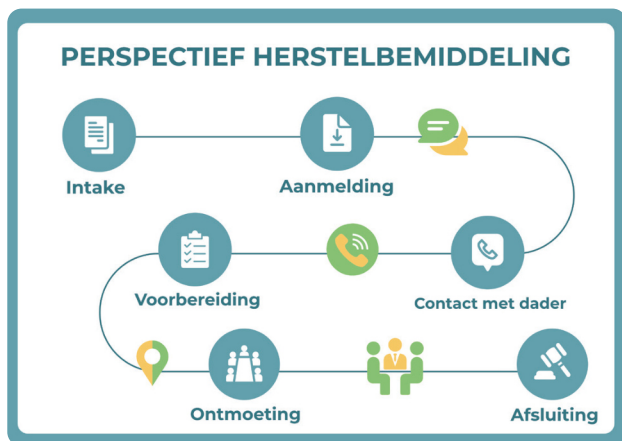 PERSPECTIEF HERSTELBEMIDDELING
Intake
Aanmelding
Contact met dader
Voorbereiding
Ontmoeting
Afsluiting